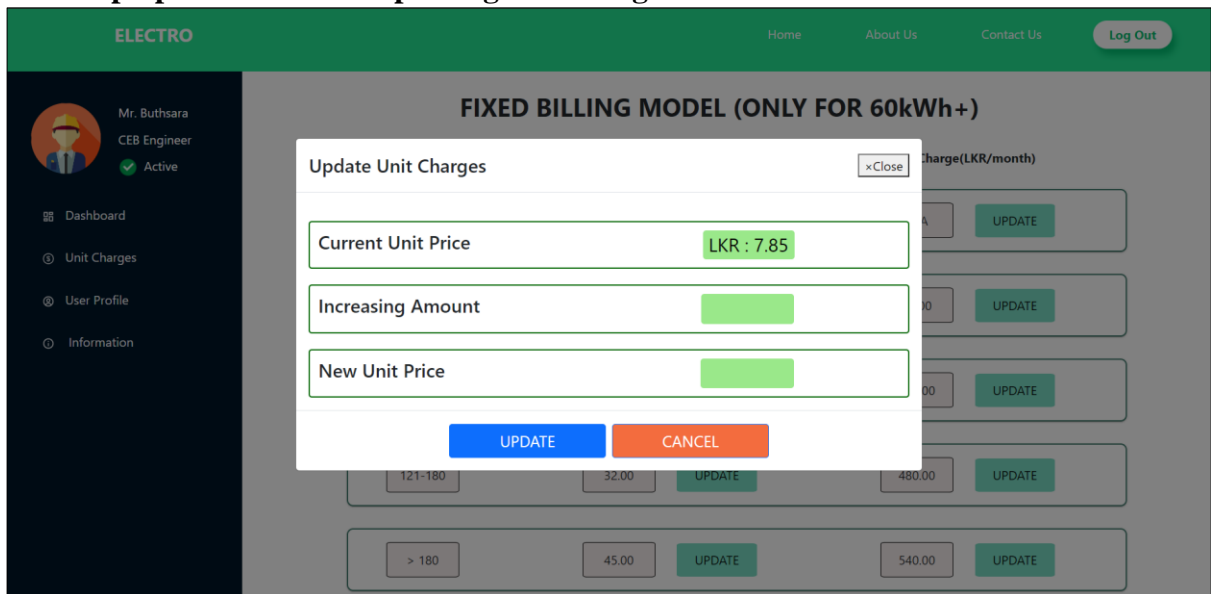 ELECTRO Home About Us Contact Us Log Out
Mr. Buthsara
CEB Engineer
Active
Dashboard
Unit Charges
User Profile
Information
FIXED BILLING MODEL (ONLY FOR 60kWh+)
Charge(LKR/month)
Update Unit Charges ×Close
Current Unit Price LKR : 7.85
Increasing Amount
New Unit Price
UPDATE CANCEL
UPDATE
UPDATE
UPDATE
121-180 32.00 UPDATE 480.00 UPDATE
> 180 45.00 UPDATE 540.00 UPDATE